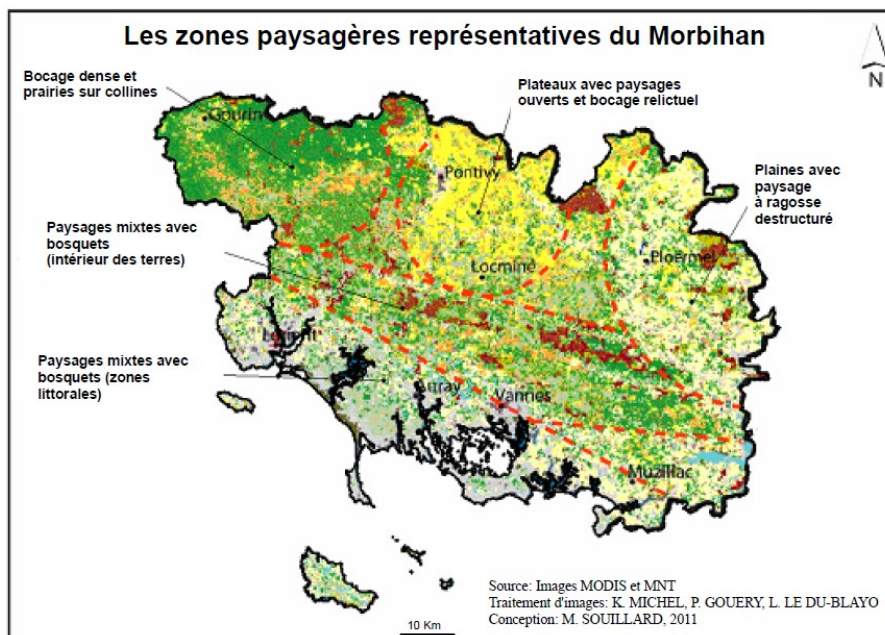 Les zones paysagères représentatives du Morbihan
N
Bocage dense et
prairies sur collines
Plateaux avec paysages
ouverts et bocage relictuel
Gourin
Pontivy
Plaines avec
paysage
à ragosse
destructuré
Paysages mixtes avec
bosquets
(intérieur des terres)
Locminé
Ploërmel
Lorient
Paysages mixtes avec
bosquets (zones
littorales)
Auray
Vannes
Muzillac
10 Km
Source: Images MODIS et MNT
Traitement d'images: K. MICHEL, P. GOUERY, L. LE DU-BLAYO
Conception: M. SOUILLARD, 2011